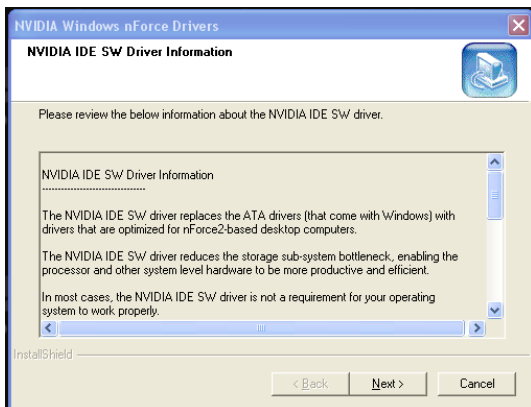 NVIDIA Windows nForce Drivers
NVIDIA IDE SW Driver Information
Please review the below information about the NVIDIA IDE SW driver.
NVIDIA IDE SW Driver Information
--------------------------------
The NVIDIA IDE SW driver replaces the ATA drivers (that come with Windows) with
drivers that are optimized for nForce2-based desktop computers.
The NVIDIA IDE SW driver reduces the storage sub-system bottleneck, enabling the
processor and other system level hardware to be more productive and efficient.
In most cases, the NVIDIA IDE SW driver is not a requirement for your operating
system to work properly.
InstallShield
< Back Next > Cancel